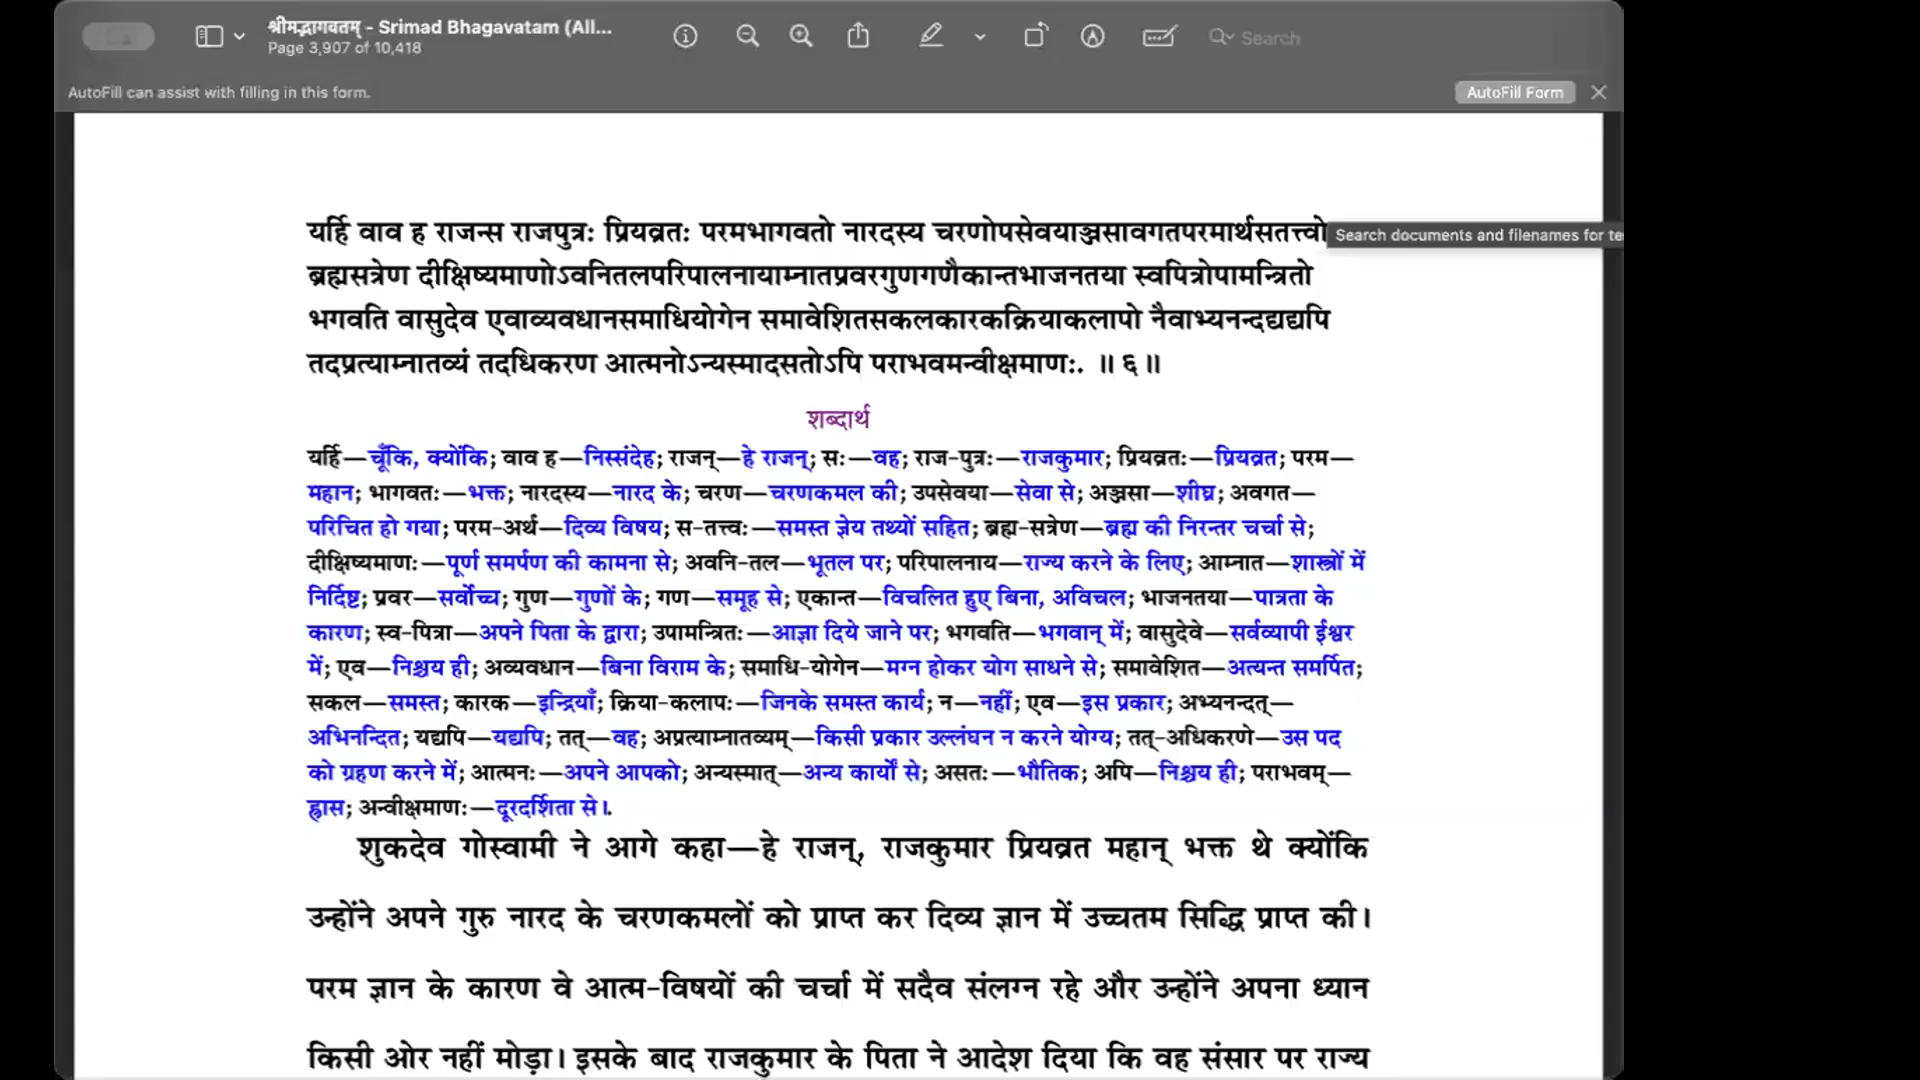 श्रीमद्भागवतम् - Srimad Bhagavatam (All...
Page 3,907 of 10,418
Search
AutoFill can assist with filling in this form.
AutoFill Form
यर्हि वाव ह राजन्स राजपुत्रः प्रियव्रतः परमभागवतो नारदस्य चरणोपसेवयाञ्जसावगतपरमार्थसतत्त्वो
Search documents and filenames for te
ब्रह्मसत्रेण दीक्षिष्यमाणोऽवनितलपरिपालनायाम्नातप्रवरगुणगणैकान्तभाजनतया स्वपित्रोपामन्त्रितो
भगवति वासुदेव एवाव्यवधानसमाधियोगेन समावेशितसकलकारकक्रियाकलापो नैवाभ्यनन्दद्यद्यपि
तदप्रत्याम्नातव्यं तदधिकरण आत्मनोऽन्यस्मादसतोऽपि पराभवमन्वीक्षमाणः. ॥ ६॥
शब्दार्थ
यर्हि—चूँकि, क्योंकि; वाव ह—निस्संदेह; राजन्—हे राजन्; सः—वह; राज-पुत्रः—राजकुमार; प्रियव्रतः—प्रियव्रत; परम—
महान; भागवतः—भक्त; नारदस्य—नारद के; चरण—चरणकमल की; उपसेवया—सेवा से; अञ्जसा—शीघ्र; अवगत—
परिचित हो गया; परम-अर्थ—दिव्य विषय; स-तत्त्वः—समस्त ज्ञेय तथ्यों सहित; ब्रह्म-सत्रेण—ब्रह्म की निरन्तर चर्चा से;
दीक्षिष्यमाणः—पूर्ण समर्पण की कामना से; अवनि-तल—भूतल पर; परिपालनाय—राज्य करने के लिए; आम्नात—शास्त्रों में
निर्दिष्ट; प्रवर—सर्वोच्च; गुण—गुणों के; गण—समूह से; एकान्त—विचलित हुए बिना, अविचल; भाजनतया—पात्रता के
कारण; स्व-पित्रा—अपने पिता के द्वारा; उपामन्त्रितः—आज्ञा दिये जाने पर; भगवति—भगवान् में; वासुदेवे—सर्वव्यापी ईश्वर
में; एव—निश्चय ही; अव्यवधान—बिना विराम के; समाधि-योगेन—मग्न होकर योग साधने से; समावेशित—अत्यन्त समर्पित;
सकल—समस्त; कारक—इन्द्रियाँ; क्रिया-कलापः—जिनके समस्त कार्य; न—नहीं; एव—इस प्रकार; अभ्यनन्दत्—
अभिनन्दित; यद्यपि—यद्यपि; तत्—वह; अप्रत्याम्नातव्यम्—किसी प्रकार उल्लंघन न करने योग्य; तत्-अधिकरणे—उस पद
को ग्रहण करने में; आत्मनः—अपने आपको; अन्यस्मात्—अन्य कार्यों से; असतः—भौतिक; अपि—निश्चय ही; पराभवम्—
ह्रास; अन्वीक्षमाणः—दूरदर्शिता से।.
शुकदेव गोस्वामी ने आगे कहा—हे राजन्, राजकुमार प्रियव्रत महान् भक्त थे क्योंकि
उन्होंने अपने गुरु नारद के चरणकमलों को प्राप्त कर दिव्य ज्ञान में उच्चतम सिद्धि प्राप्त की।
परम ज्ञान के कारण वे आत्म-विषयों की चर्चा में सदैव संलग्न रहे और उन्होंने अपना ध्यान
किसी ओर नहीं मोड़ा। इसके बाद राजकुमार के पिता ने आदेश दिया कि वह संसार पर राज्य